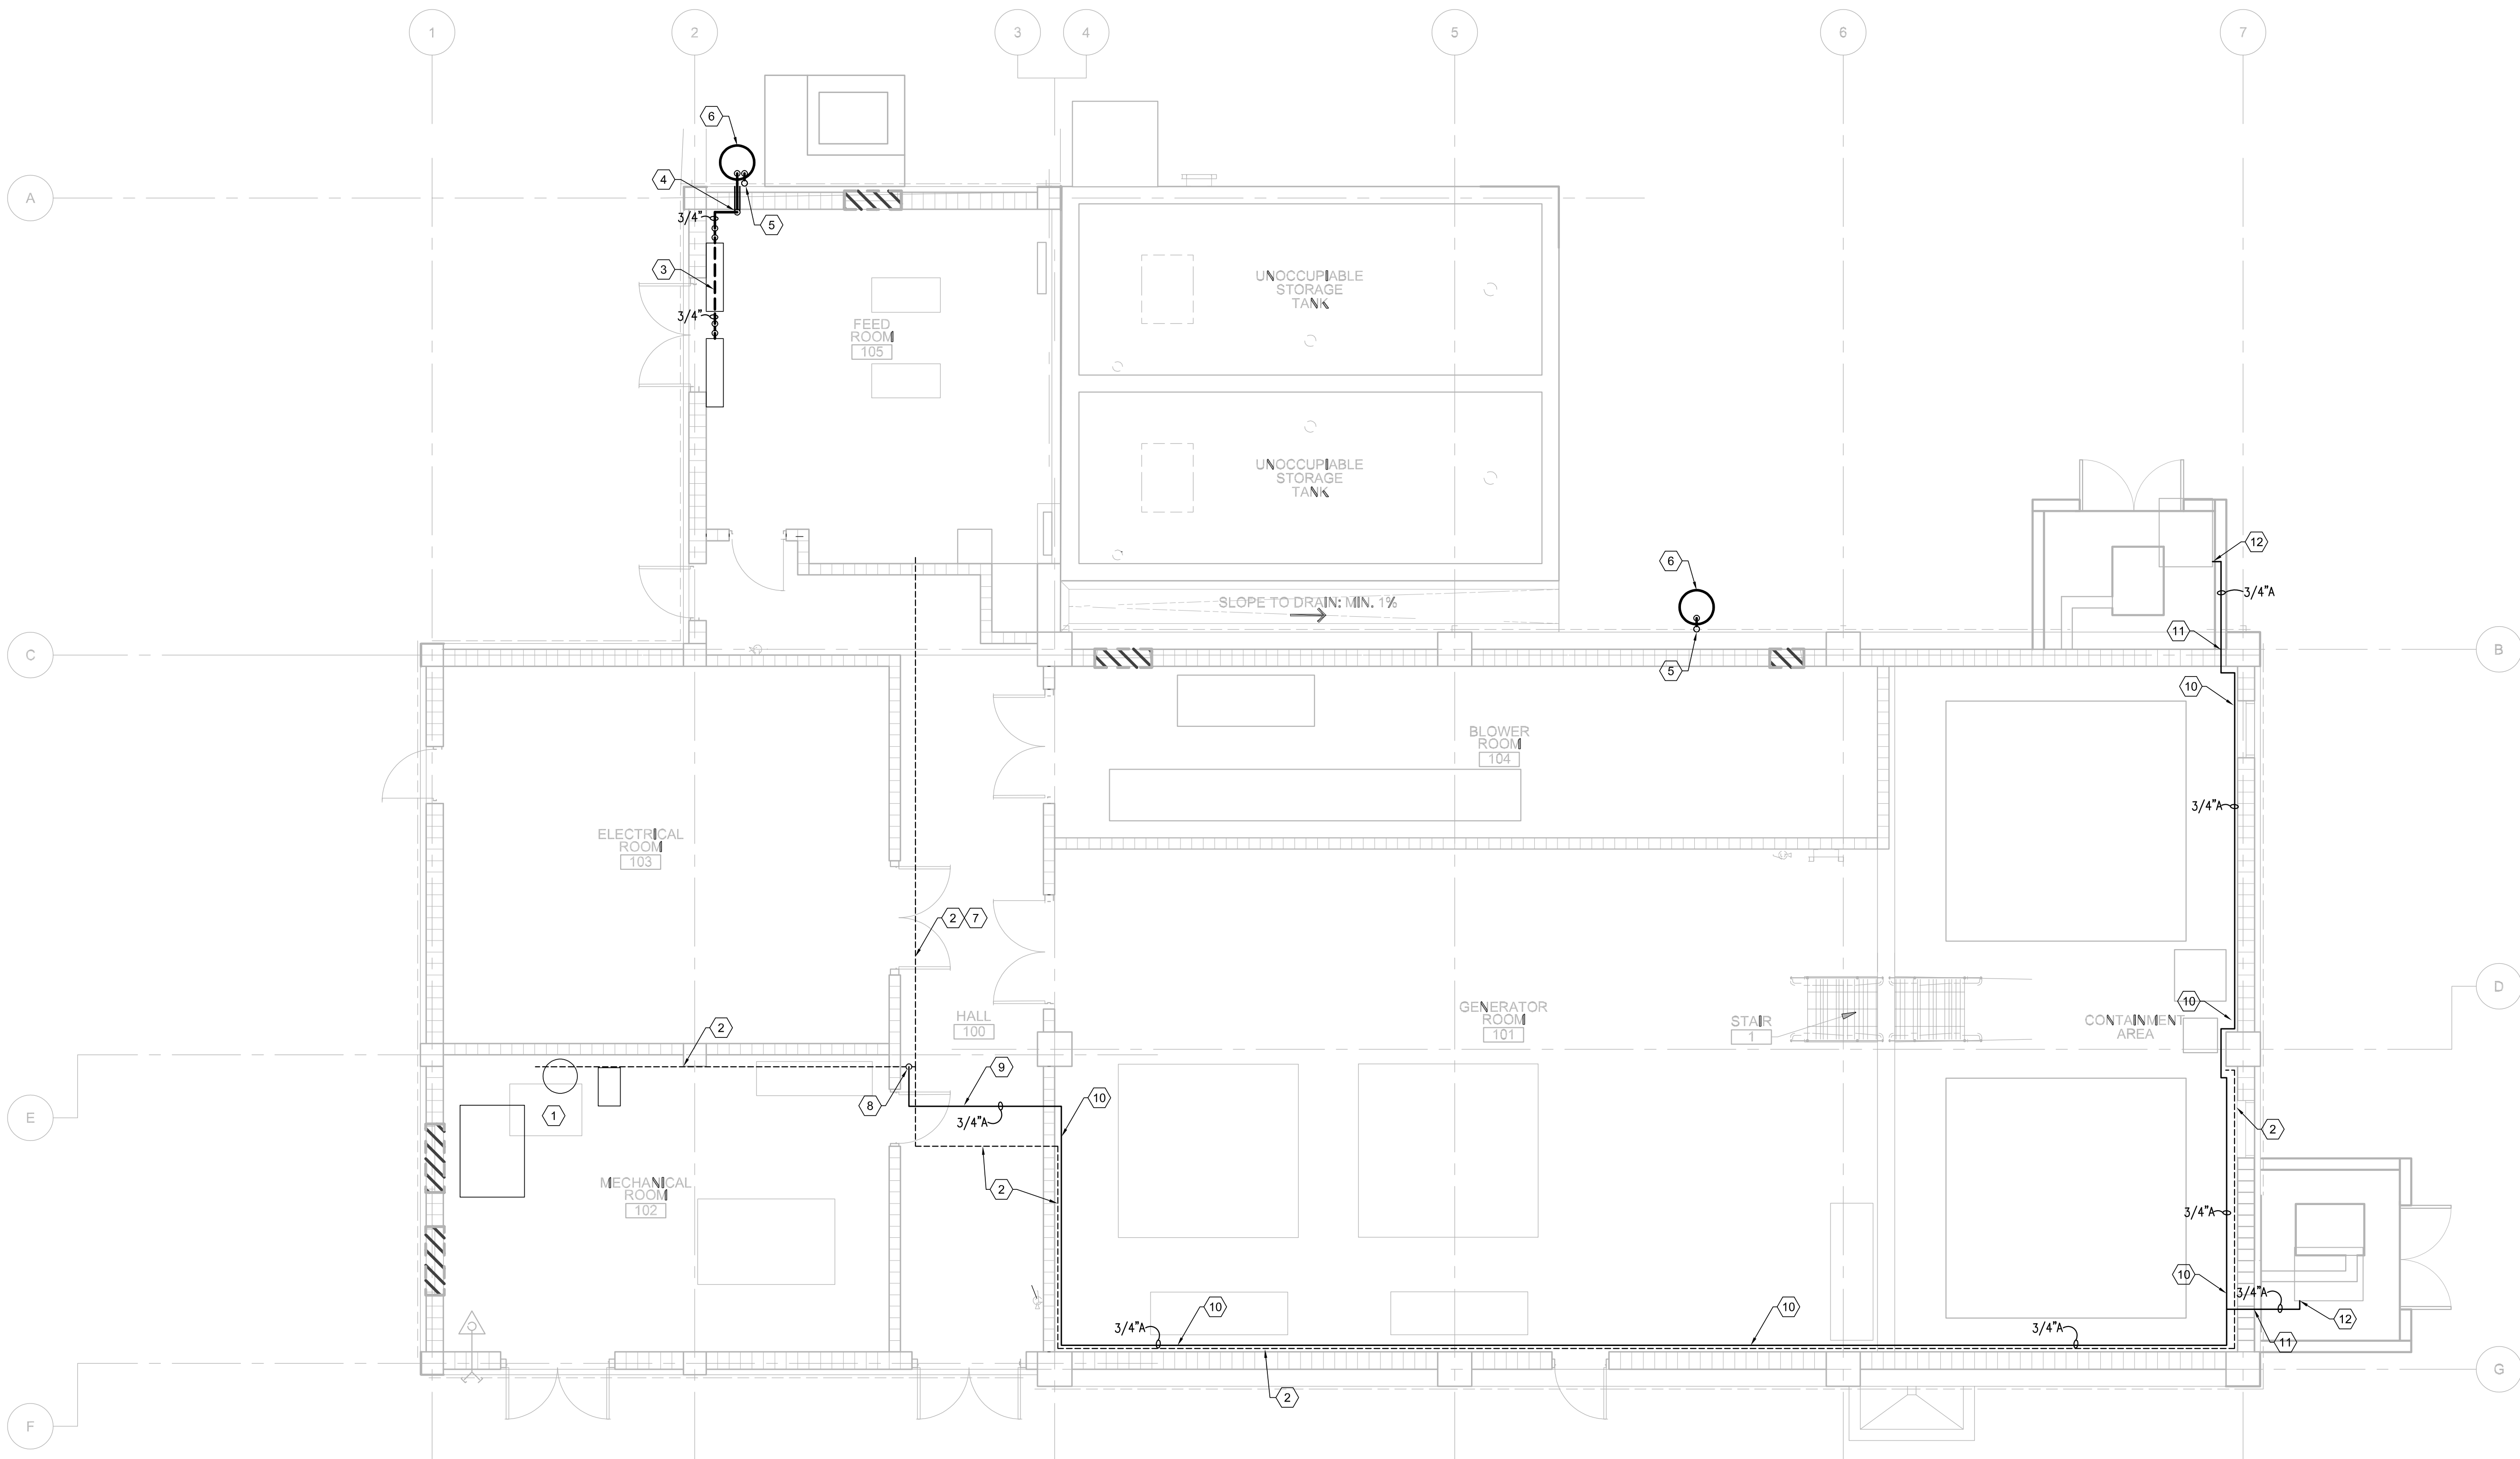 1
2
3
4
5
6
7
6
A
4
5
3/4"
3
3/4"
UNOCCUPIABLE
STORAGE
TANK
FEED
ROOM
105
UNOCCUPIABLE
STORAGE
TANK
12
6
3/4"A
SLOPE TO DRAIN: MIN. 1%
11
C
B
5
10
BLOWER
ROOM
104
3/4"A
ELECTRICAL
ROOM
103
2
7
D
10
HALL
100
GENERATOR
ROOM
101
STAIR
1
CONTAINMENT
AREA
2
9
10
8
1
E
3/4"A
2
MECHANICAL
ROOM
102
2
3/4"A
10
3/4"A
10
10
12
3/4"A
3/4"A
11
G
2
F